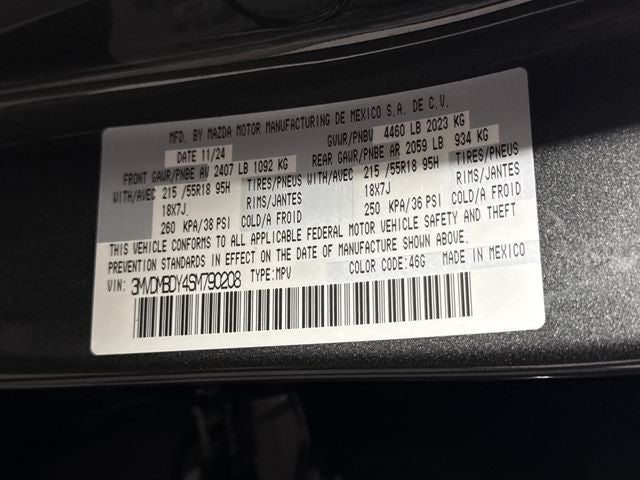 MFD. BY MAZDA MOTOR MANUFACTURING DE MEXICO S.A. DE C.V.
DATE 11/24 GVWR/PNBV 4460 LB 2023 KG
FRONT GAWR/PNBE AV 2407 LB 1092 KG REAR GAWR/PNBE AR 2059 LB 934 KG
WITH/AVEC 215 /55R18 95H TIRES/PNEUS WITH/AVEC 215 /55R18 95H TIRES/PNEUS
18X7J RIMS/JANTES 18X7J RIMS/JANTES
260 KPA/38 PSI COLD/A FROID 250 KPA/36 PSI COLD/A FROID
THIS VEHICLE CONFORMS TO ALL APPLICABLE FEDERAL MOTOR VEHICLE SAFETY AND THEFT
PREVENTION STANDARDS IN EFFECT ON THE DATE OF MANUFACTURE SHOWN ABOVE.
VIN: 3MVDMBDY4SM790208 TYPE:MPV COLOR CODE:46G MADE IN MEXICO